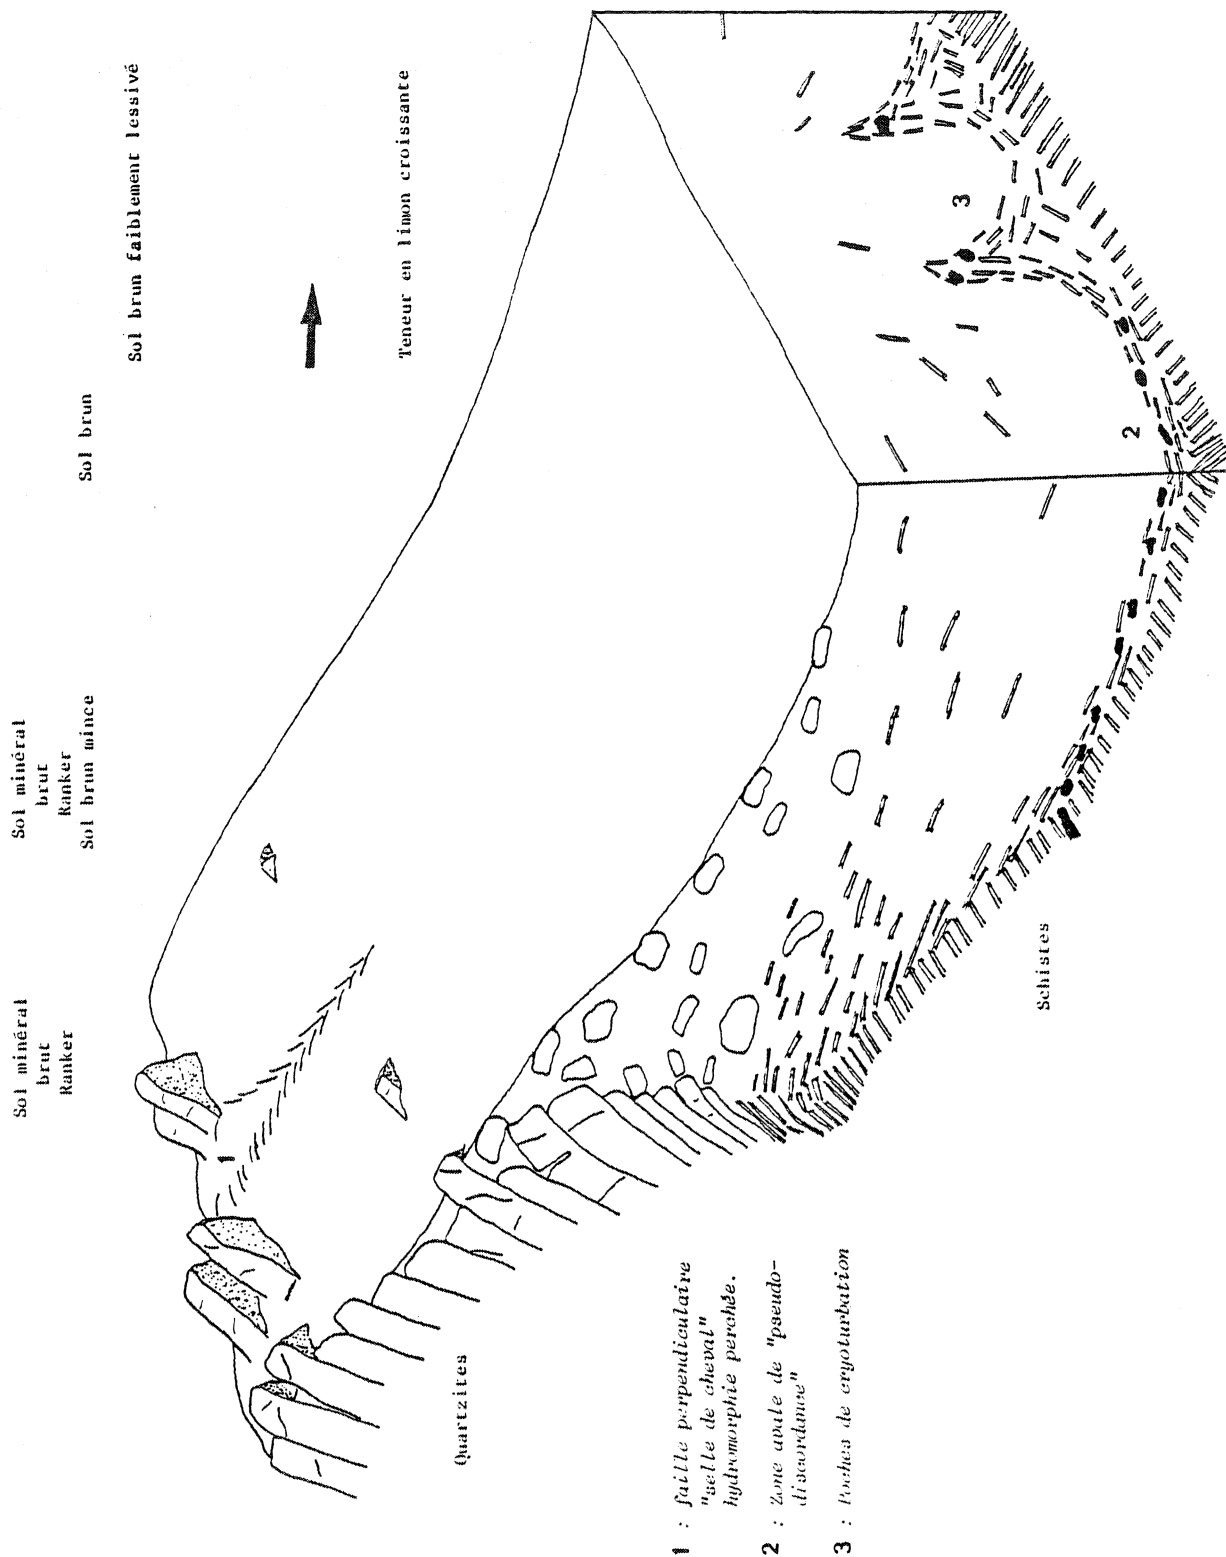 Sol minéral
brut
Ranker
Sol minéral
brut
Ranker
Sol brun mince
Sol brun
Sol brun faiblement lessivé
Teneur en limon croissante
Quartzites
Schistes
2
3
1 : faille perpendiculaire
"selle de cheval"
hydromorphie perchée.
2 : Zone avale de "pseudo-
discordance"
3 : Poches de cryoturbation